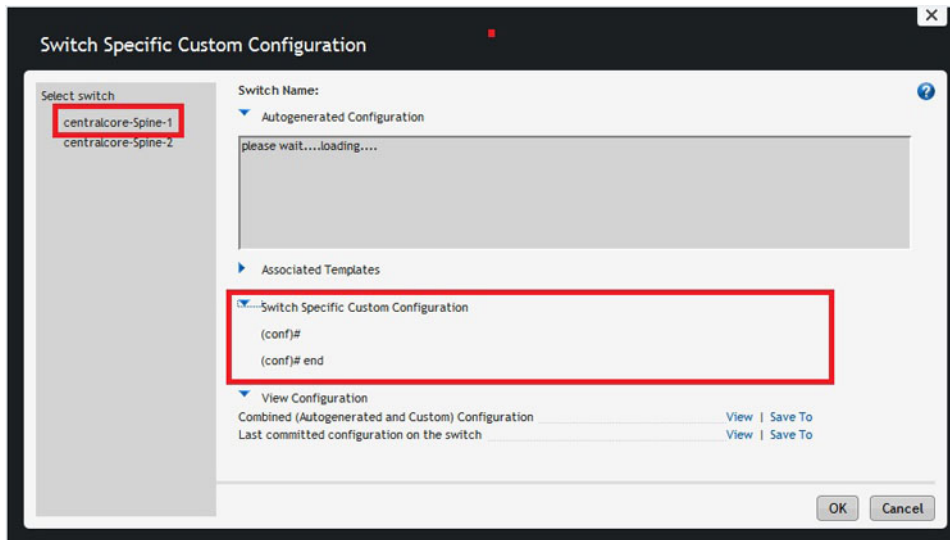 Switch Specific Custom Configuration
Select switch
centralcore-Spine-1
centralcore-Spine-2
Switch Name:
Autogenerated Configuration
please wait....loading....
Associated Templates
Switch Specific Custom Configuration
(conf)#
(conf)# end
View Configuration
Combined (Autogenerated and Custom) Configuration View | Save To
Last committed configuration on the switch View | Save To
OK Cancel